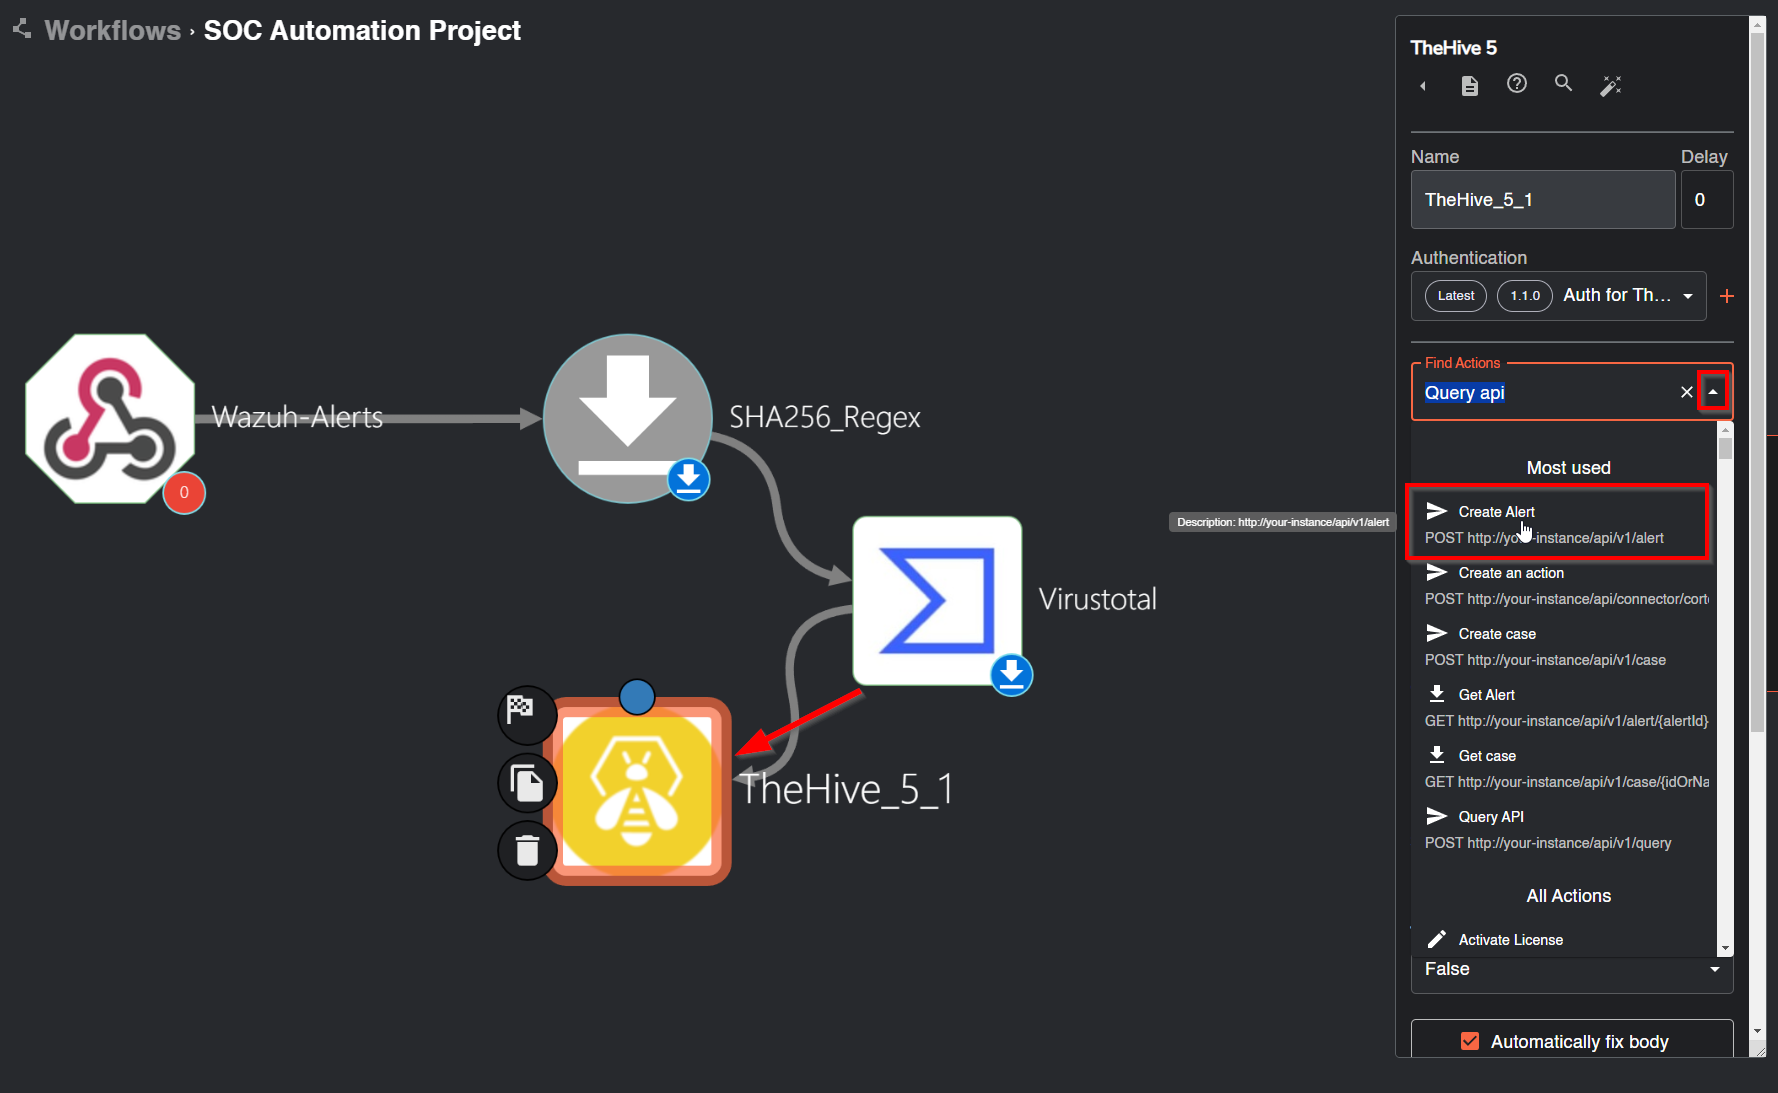 Workflows › SOC Automation Project
TheHive 5
Name
Delay
TheHive_5_1
0
Authentication
Latest
1.1.0
Auth for Th...
Find Actions
Query api
Most used
Create Alert
POST http://yo-instance/api/v1/alert
Create an action
POST http://your-instance/api/connector/cort
Create case
POST http://your-instance/api/v1/case
Get Alert
GET http://your-instance/api/v1/alert/{alertId}
Get case
GET http://your-instance/api/v1/case/{idOrNa
Query API
POST http://your-instance/api/v1/query
All Actions
Activate License
False
Automatically fix body
Description: http://your-instance/api/v1/alert
Wazuh-Alerts
0
SHA256_Regex
Virustotal
TheHive_5_1